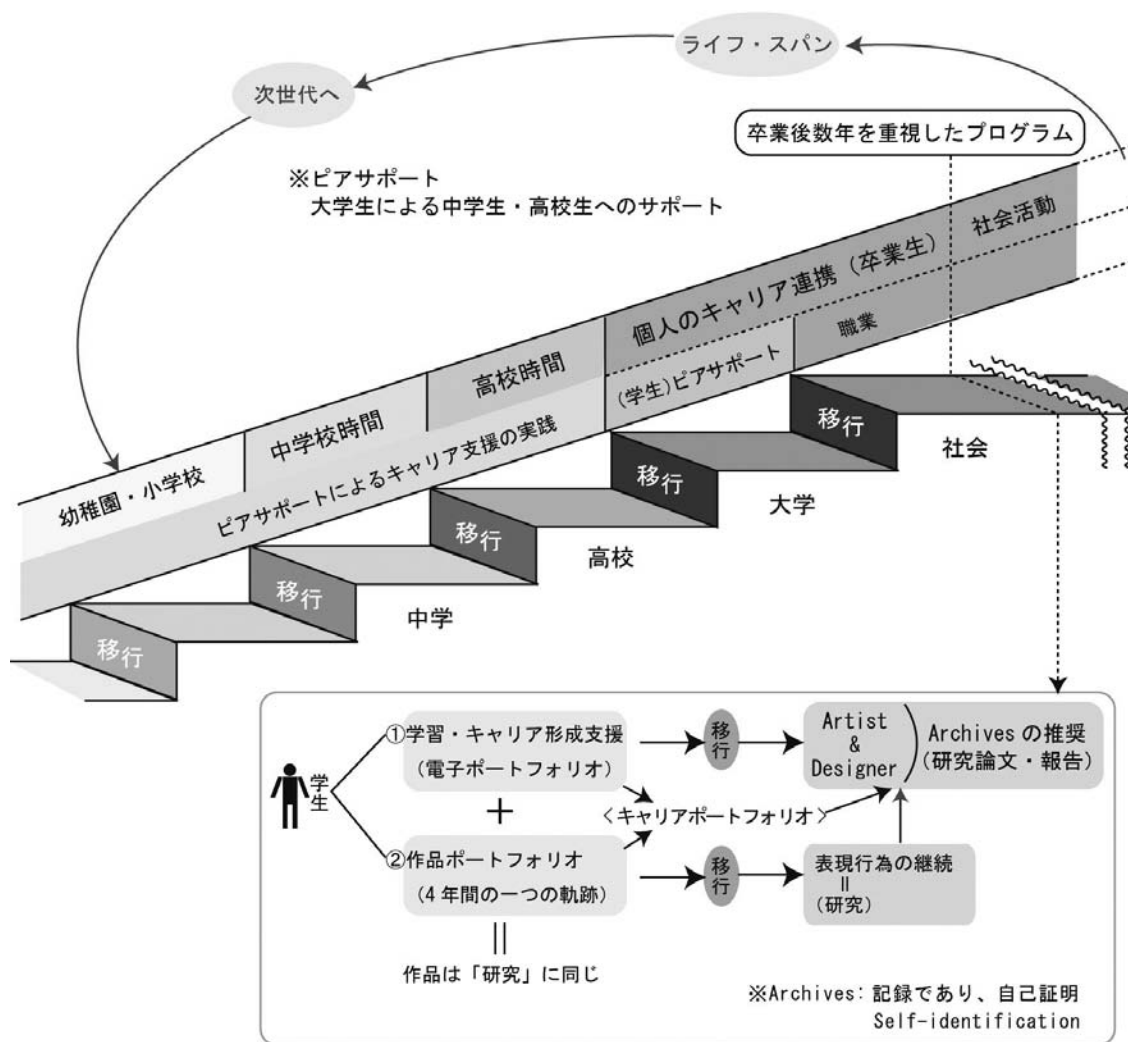 ライフ・スパン
次世代へ
卒業後数年を重視したプログラム
※ピアサポート
大学生による中学生・高校生へのサポート
社会活動
個人のキャリア連携(卒業生)
職業
高校時間
(学生)ピアサポート
中学校時間
幼稚園・小学校
ピアサポートによるキャリア支援の実践
移行
社会
移行
大学
移行
高校
移行
中学
移行
学生
①学習・キャリア形成支援
(電子ポートフォリオ)
移行
Artist
&
Designer
Archives の推奨
(研究論文・報告)
+
<キャリアポートフォリオ>
②作品ポートフォリオ
(4年間の一つの軌跡)
移行
表現行為の継続
||
(研究)
||
作品は「研究」に同じ
※Archives: 記録であり、自己証明
Self-identification